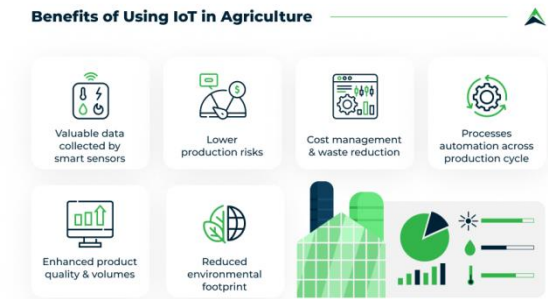 Benefits of Using IoT in Agriculture
Valuable data
collected by
smart sensors
Lower
production risks
Cost management
& waste reduction
Processes
automation across
production cycle
Enhanced product
quality & volumes
Reduced
environmental
footprint